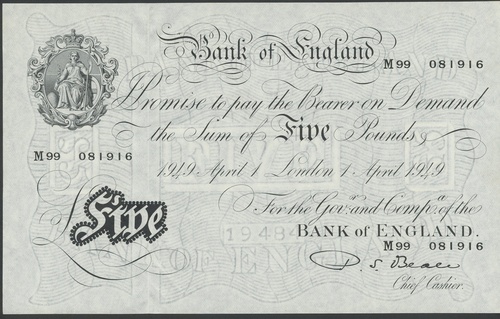 Bank of England
M99 081916
Promise to pay the Bearer on Demand
the Sum of Five Pounds
M99 081916
1949 April 1 London 1 April 1949
£Five
For the Govr. and Compa. of the
BANK of ENGLAND.
M99 081916
P. S. Beale
Chief Cashier.